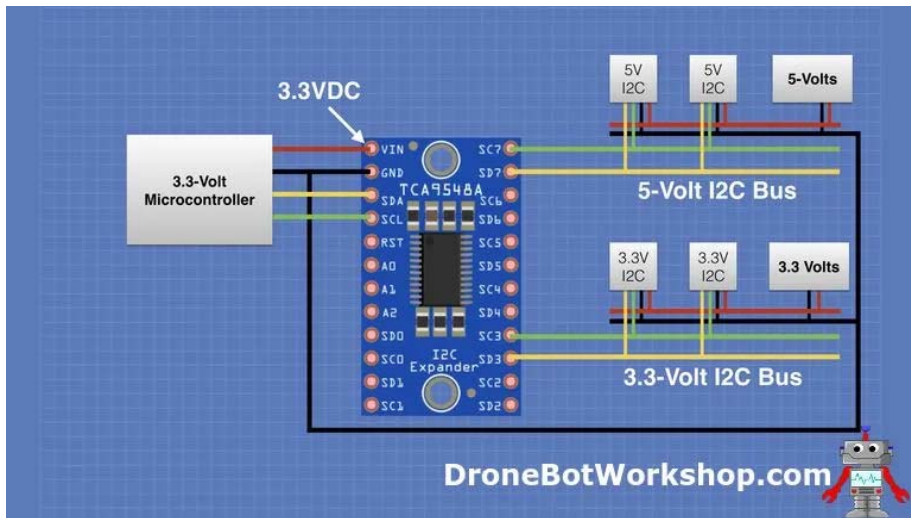 3.3VDC
3.3-Volt
Microcontroller
VIN
GND
SDA
SCL
RST
A0
A1
A2
SD0
SC0
SD1
SC1
TCA9548A
I2C
Expander
SC7
SD7
SC6
SD6
SC5
SD5
SC4
SD4
SC3
SD3
SC2
SD2
5V
I2C
5V
I2C
5-Volts
5-Volt I2C Bus
3.3V
I2C
3.3V
I2C
3.3 Volts
3.3-Volt I2C Bus
DroneBotWorkshop.com